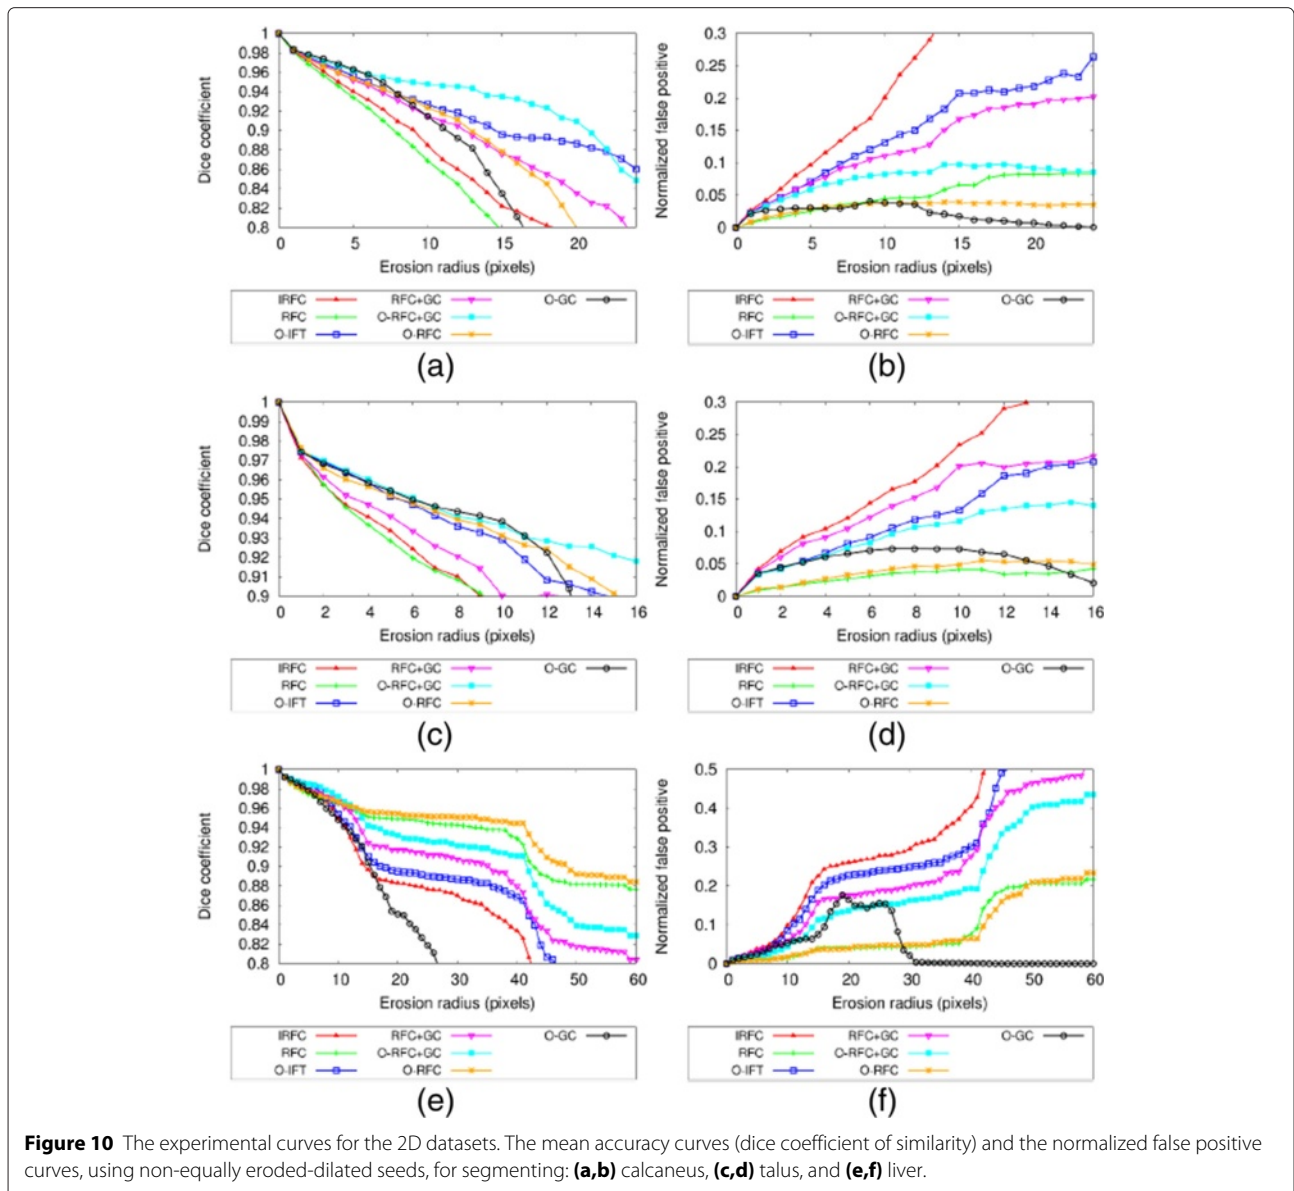 1
0.98
0.96
0.94
0.92
0.9
0.88
0.86
0.84
0.82
0.8
Dice coefficient
0 5 10 15 20
Erosion radius (pixels)
IRFC RFC+GC O-GC
RFC O-RFC+GC
O-IFT O-RFC
(a)
0.3
0.25
0.2
0.15
0.1
0.05
0
Normalized false positive
0 5 10 15 20
Erosion radius (pixels)
IRFC RFC+GC O-GC
RFC O-RFC+GC
O-IFT O-RFC
(b)
1
0.99
0.98
0.97
0.96
0.95
0.94
0.93
0.92
0.91
0.9
Dice coefficient
0 2 4 6 8 10 12 14 16
Erosion radius (pixels)
IRFC RFC+GC O-GC
RFC O-RFC+GC
O-IFT O-RFC
(c)
0.3
0.25
0.2
0.15
0.1
0.05
0
Normalized false positive
0 2 4 6 8 10 12 14 16
Erosion radius (pixels)
IRFC RFC+GC O-GC
RFC O-RFC+GC
O-IFT O-RFC
(d)
1
0.98
0.96
0.94
0.92
0.9
0.88
0.86
0.84
0.82
0.8
Dice coefficient
0 10 20 30 40 50 60
Erosion radius (pixels)
IRFC RFC+GC O-GC
RFC O-RFC+GC
O-IFT O-RFC
(e)
0.5
0.4
0.3
0.2
0.1
0
Normalized false positive
0 10 20 30 40 50 60
Erosion radius (pixels)
IRFC RFC+GC O-GC
RFC O-RFC+GC
O-IFT O-RFC
(f)
Figure 10 The experimental curves for the 2D datasets. The mean accuracy curves (dice coefficient of similarity) and the normalized false positive
curves, using non-equally eroded-dilated seeds, for segmenting: (a,b) calcaneus, (c,d) talus, and (e,f) liver.